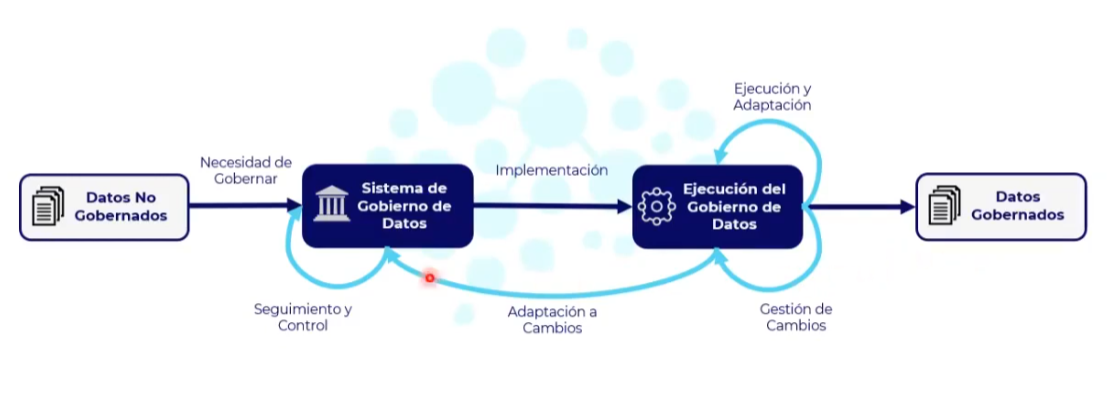 Ejecución y
Adaptación
Necesidad de
Gobernar
Implementación
Datos No
Gobernados
Sistema de
Gobierno de
Datos
Ejecución del
Gobierno de
Datos
Datos
Gobernados
Seguimiento y
Control
Adaptación a
Cambios
Gestión de
Cambios